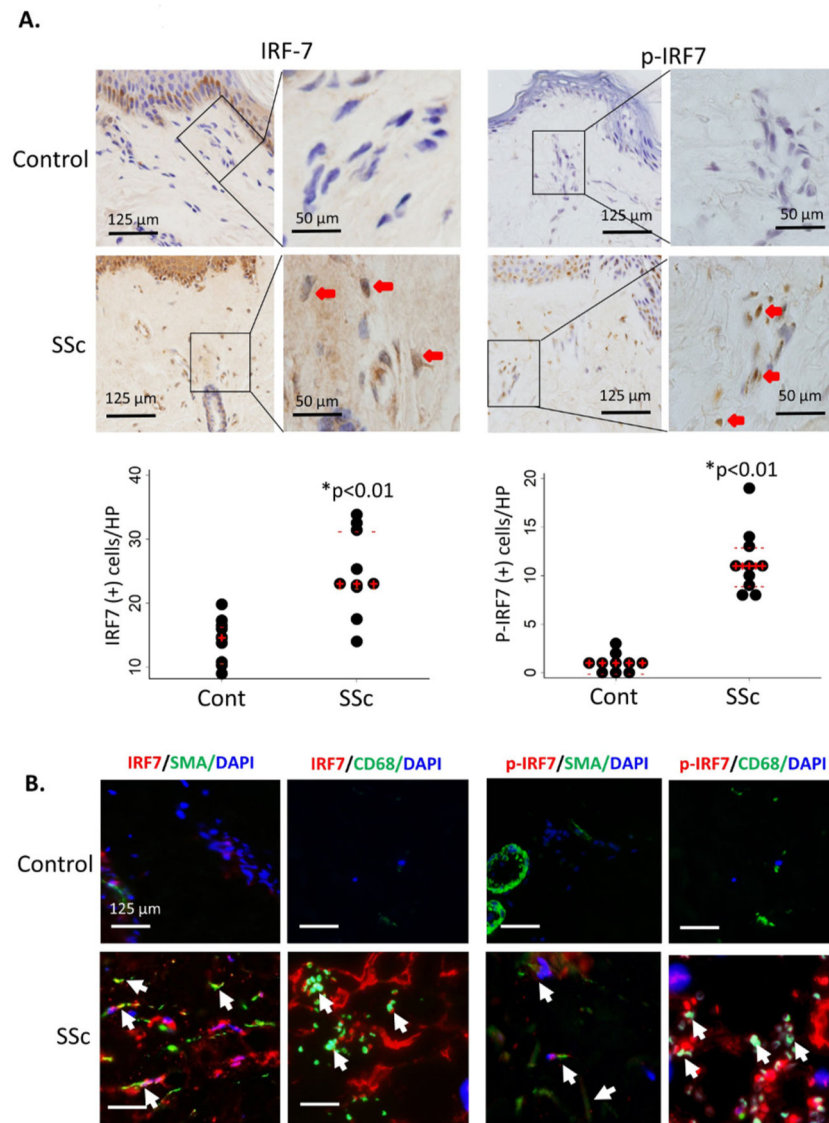 A.
IRF-7
p-IRF7
Control
125 µm
50 µm
125 µm
50 µm
SSc
125 µm
50 µm
125 µm
50 µm
IRF7 (+) cells/HP
40
30
20
10
*p<0.01
Cont
SSc
P-IRF7 (+) cells/HP
20
15
10
5
0
*p<0.01
Cont
SSc
B.
IRF7/SMA/DAPI
IRF7/CD68/DAPI
p-IRF7/SMA/DAPI
p-IRF7/CD68/DAPI
Control
125 µm
SSc